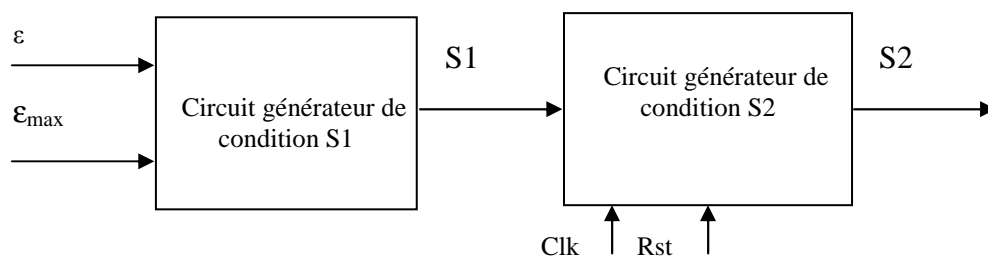 ε
εmax
Circuit générateur de
condition S1
S1
Circuit générateur de
condition S2
S2
Clk
Rst